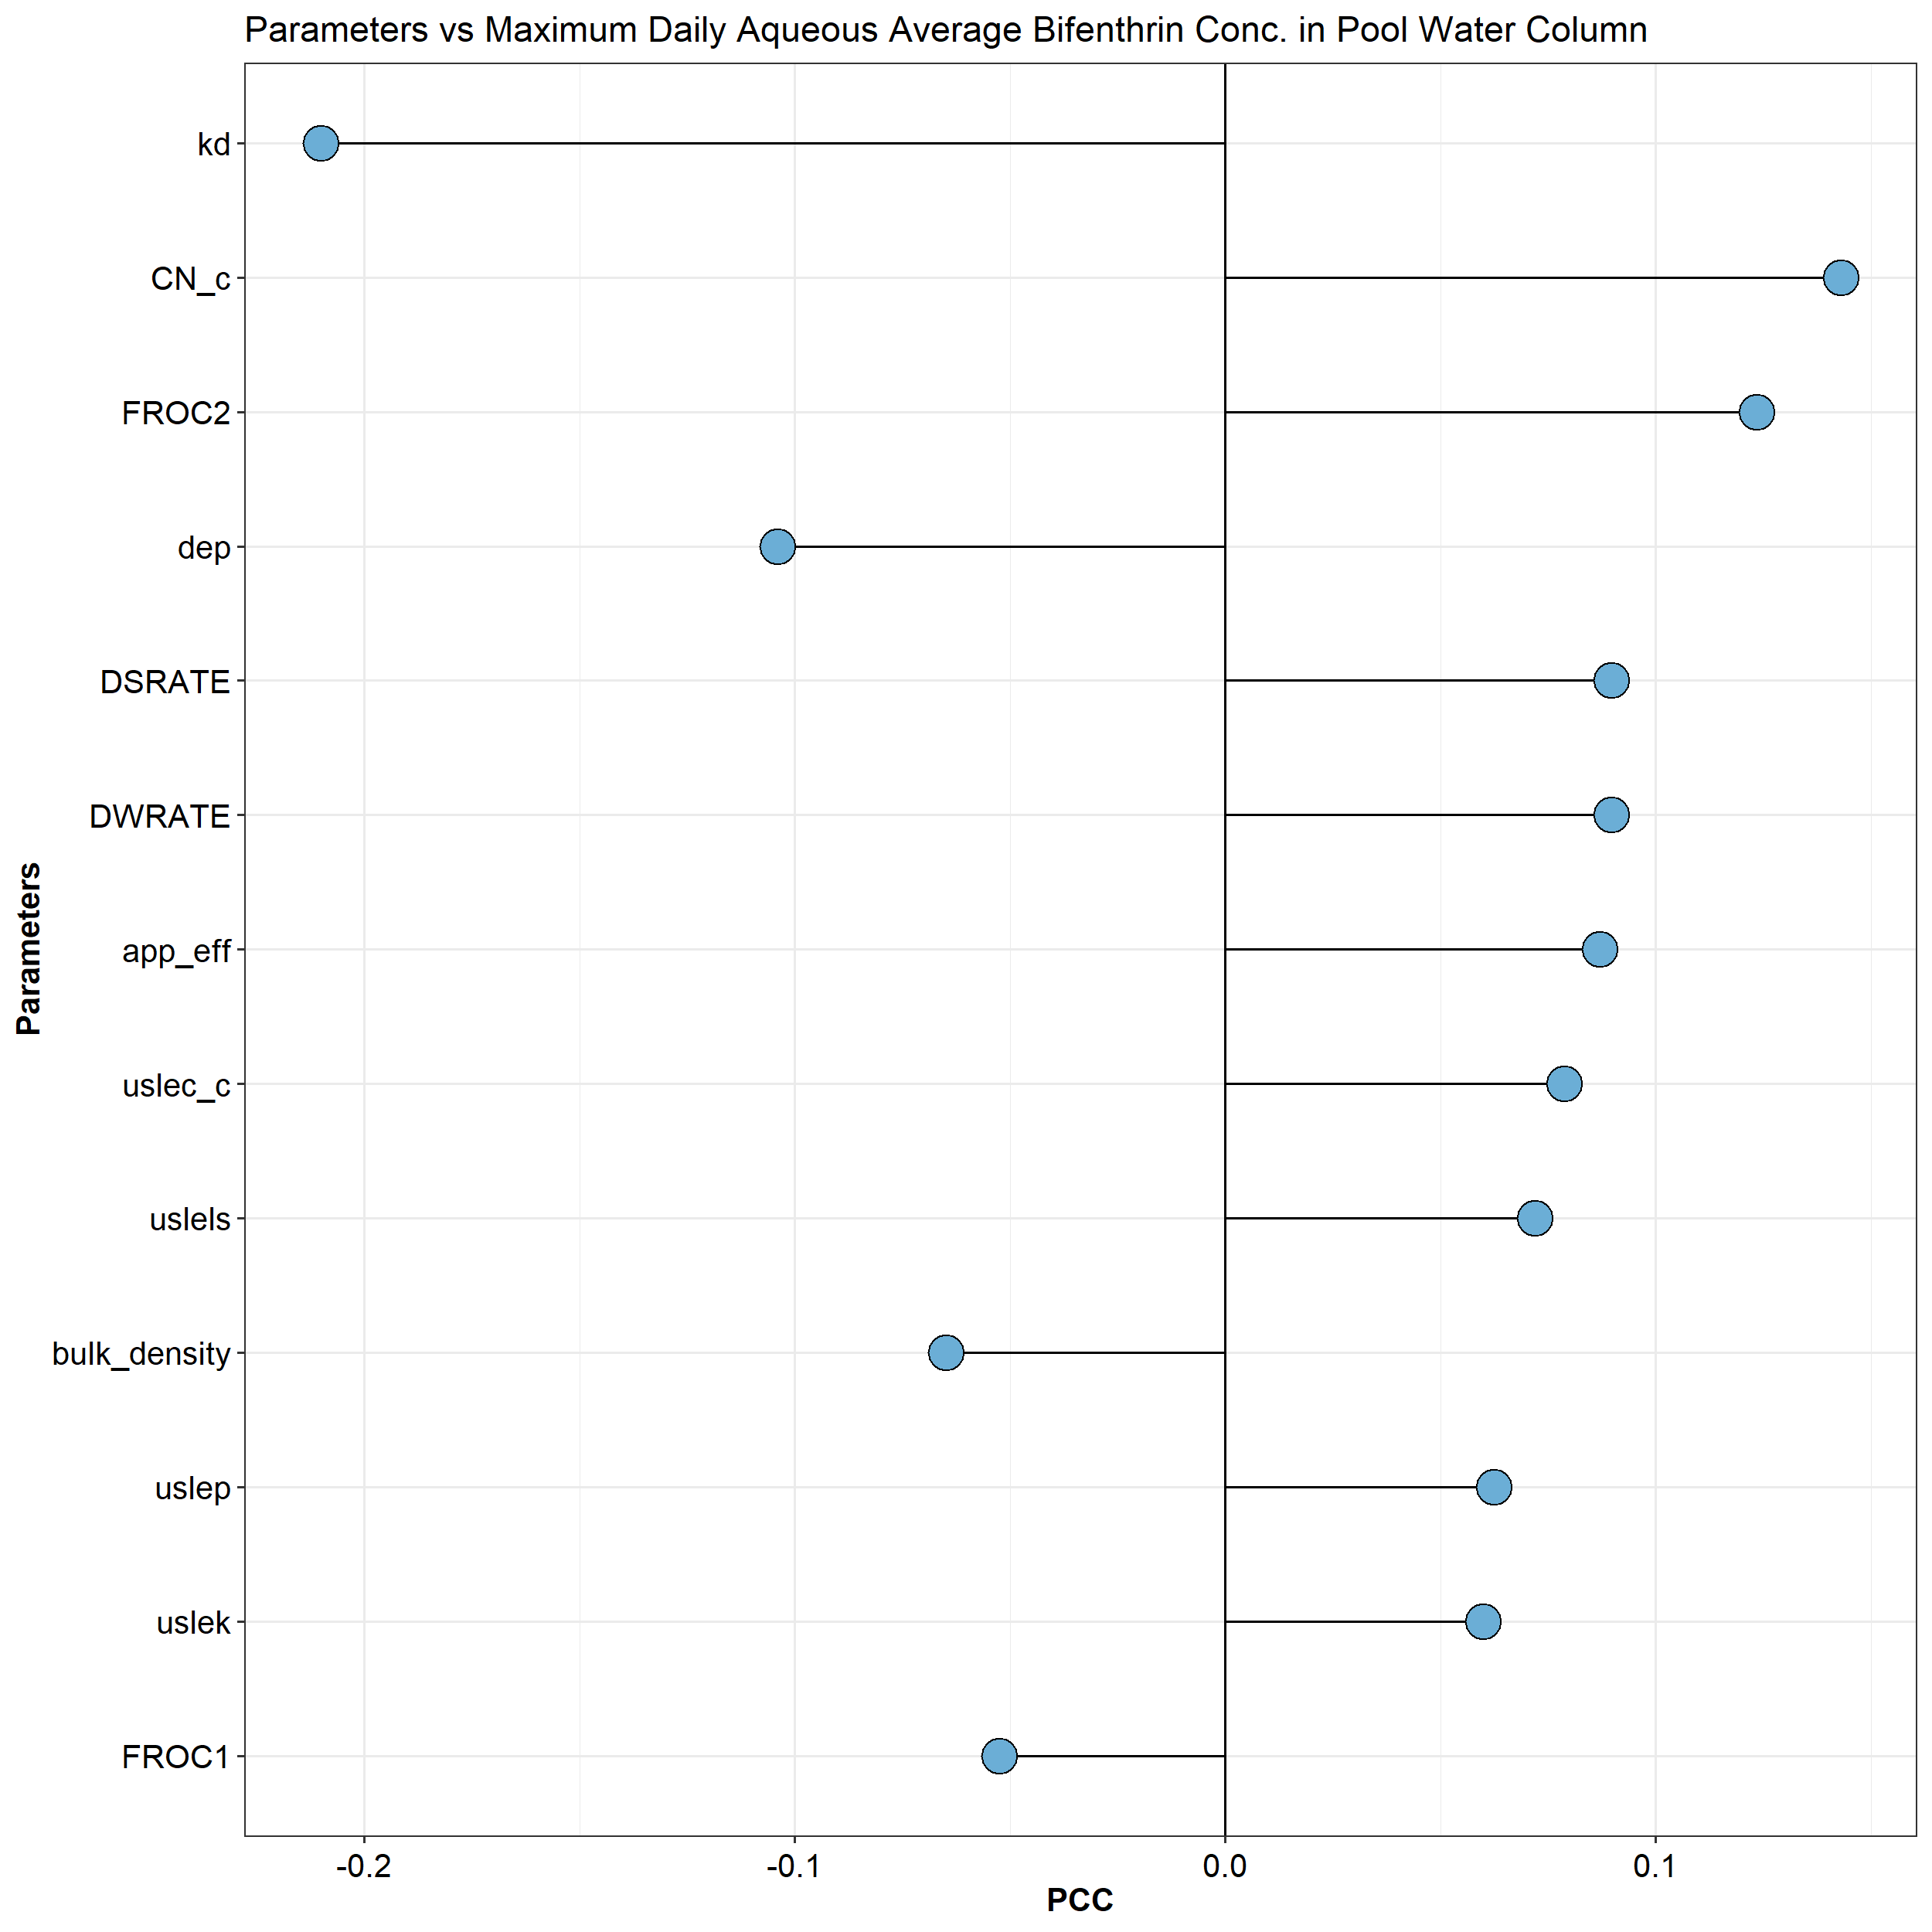 Parameters vs Maximum Daily Aqueous Average Bifenthrin Conc. in Pool Water Column
Parameters
kd
CN_c
FROC2
dep
DSRATE
DWRATE
app_eff
uslec_c
uslels
bulk_density
uslep
uslek
FROC1
-0.2 -0.1 0.0 0.1
PCC